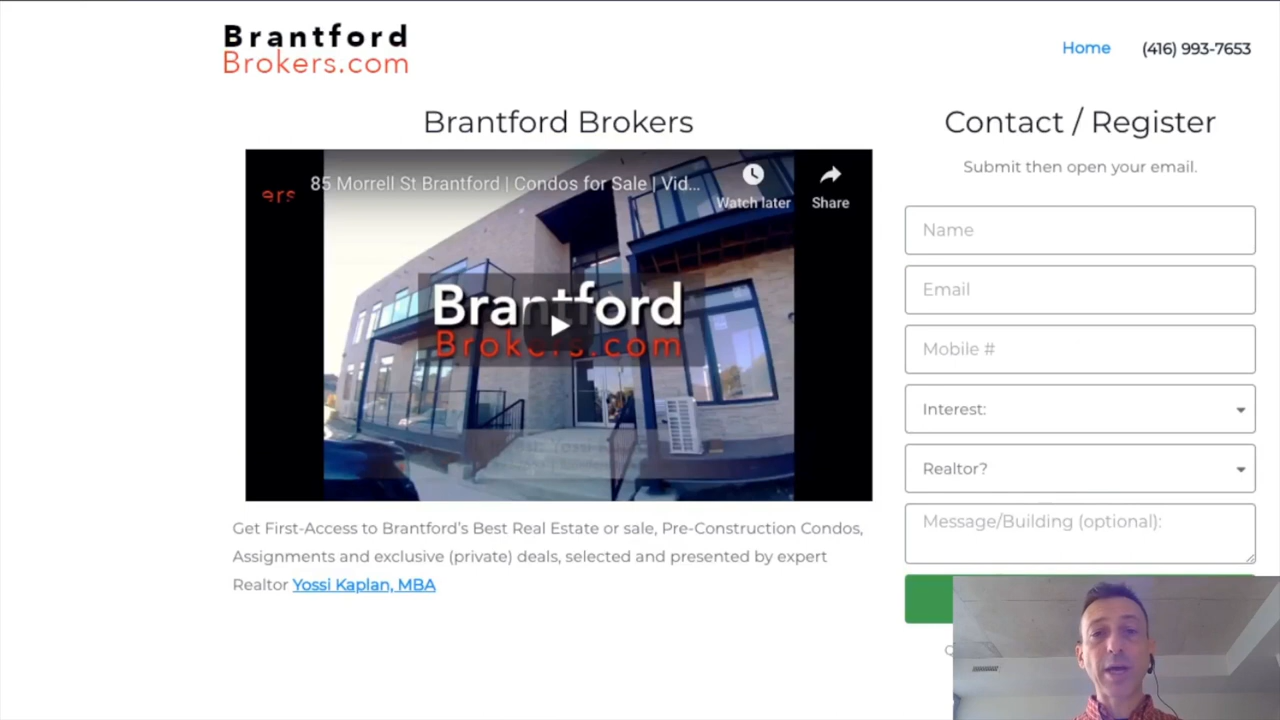 Brantford
Brokers.com
Home
(416) 993-7653
Brantford Brokers
ers
85 Morrell St Brantford | Condos for Sale | Vid...
Watch later
Share
Brantford
Brokers.com
Get First-Access to Brantford's Best Real Estate or sale, Pre-Construction Condos,
Assignments and exclusive (private) deals, selected and presented by expert
Realtor Yossi Kaplan, MBA
Contact / Register
Submit then open your email.
Name
Email
Mobile #
Interest:
Realtor?
Message/Building (optional):